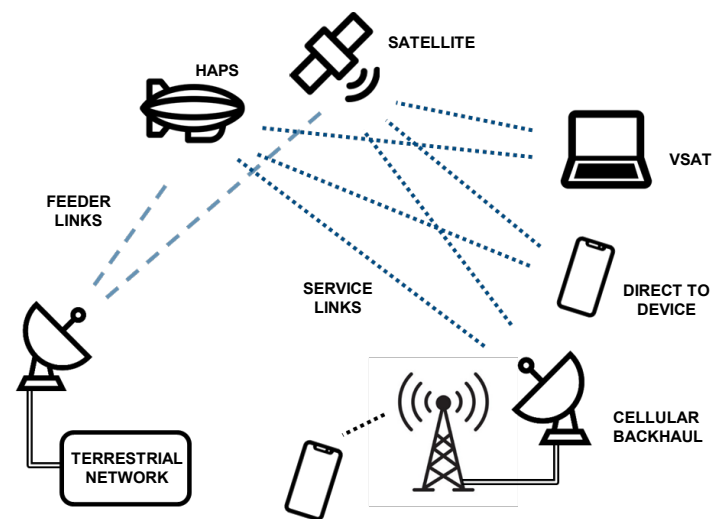 SATELLITE
HAPS
VSAT
FEEDER
LINKS
SERVICE
LINKS
DIRECT TO
DEVICE
CELLULAR
BACKHAUL
TERRESTRIAL
NETWORK